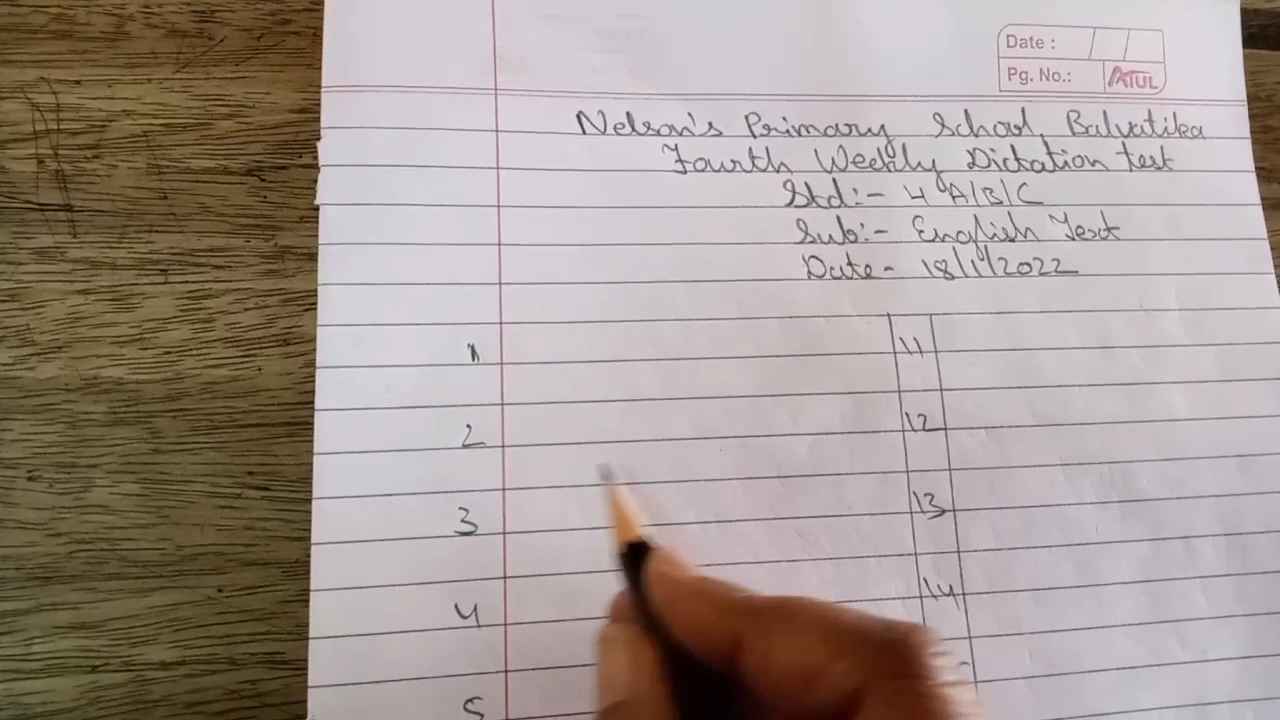 Date : / /
Pg. No.: ATUL
Nelson's Primary School, Balvatika
Fourth Weekly Dictation test
Std:- 4 A/B/C
Sub:- English Text
Date- 18/1/2022
1
11
2
12
3
13
4
14
5